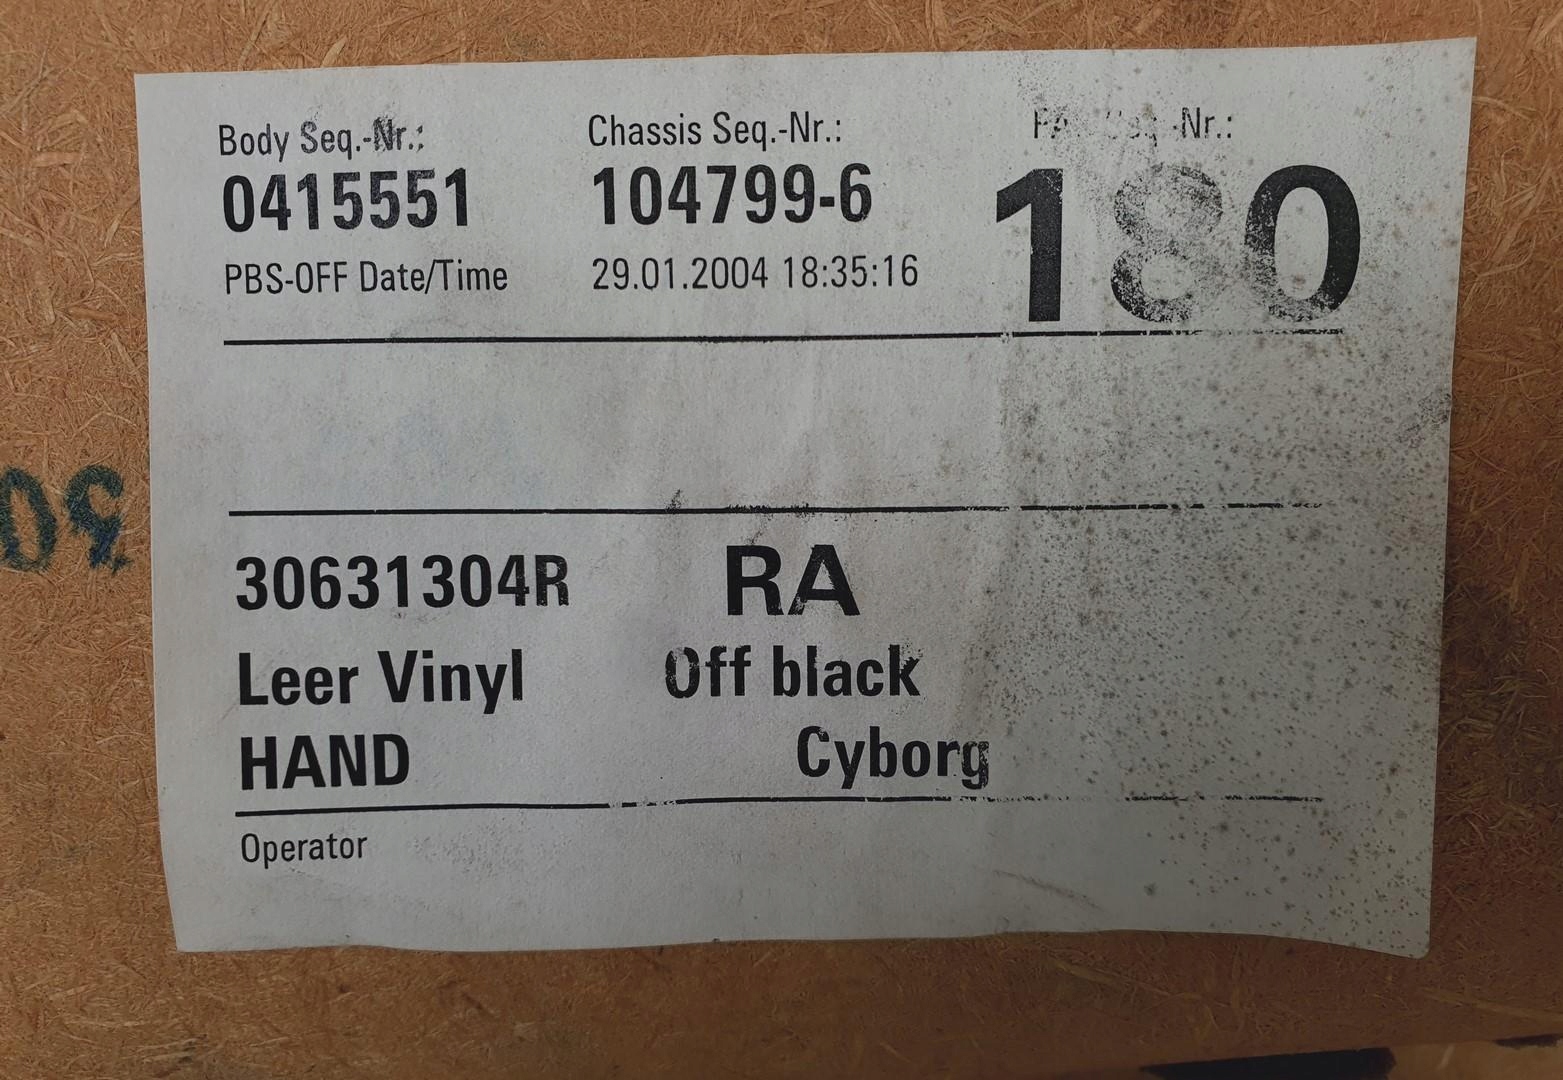 Body Seq.-Nr.: Chassis Seq.-Nr.: -Nr.:
0415551 104799-6 180
PBS-OFF Date/Time 29.01.2004 18:35:16
30631304R RA
Leer Vinyl Off black
HAND Cyborg
Operator
30